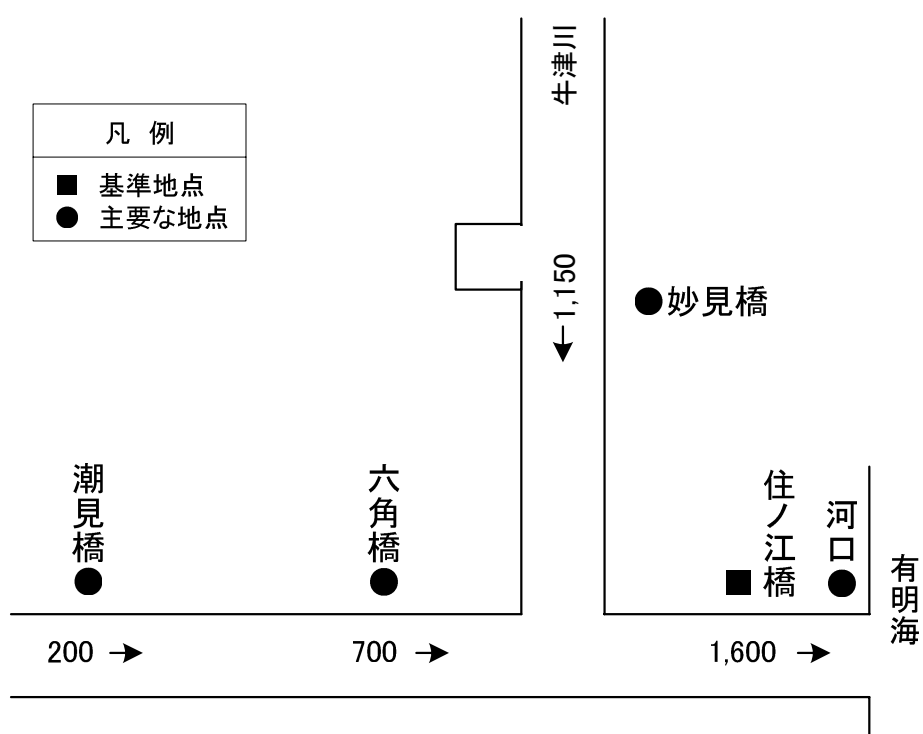 牛津川
凡 例
■ 基準地点
● 主要な地点
←1,150
●妙見橋
潮見橋
六角橋
住ノ江橋
河口
有明海
200 →
700 →
1,600 →